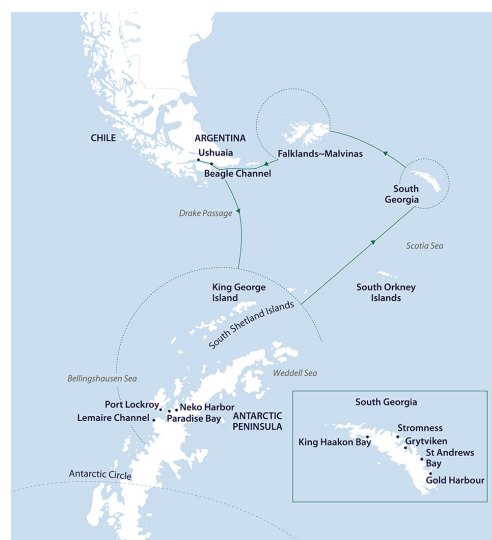 CHILE
ARGENTINA
Ushuaia
Beagle Channel
Falklands~Malvinas
South
Georgia
Drake Passage
Scotia Sea
King George
Island
South Orkney
Islands
South Shetland Islands
Weddell Sea
Bellingshausen Sea
Port Lockroy
Neko Harbor
Lemaire Channel
Paradise Bay
ANTARCTIC
PENINSULA
Antarctic Circle
South Georgia
Stromness
King Haakon Bay
Grytviken
St Andrews
Bay
Gold Harbour